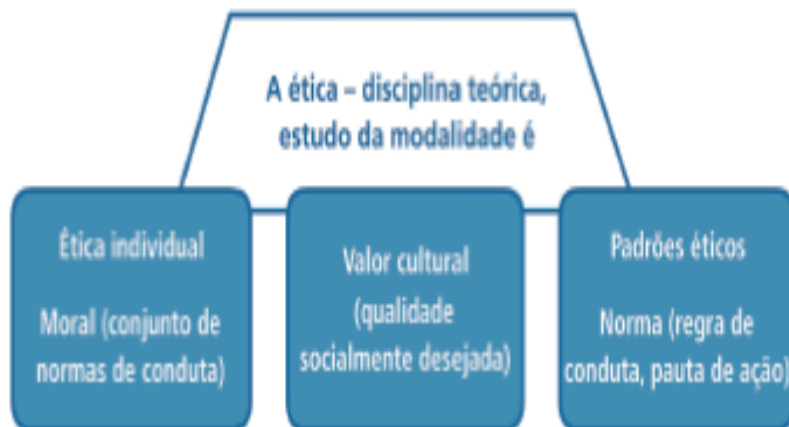 A ética – disciplina teórica,
estudo da modalidade é
Ética individual
Moral (conjunto de
normas de conduta)
Valor cultural
(qualidade
socialmente desejada)
Padrões éticos
Norma (regra de
conduta, pauta de ação)